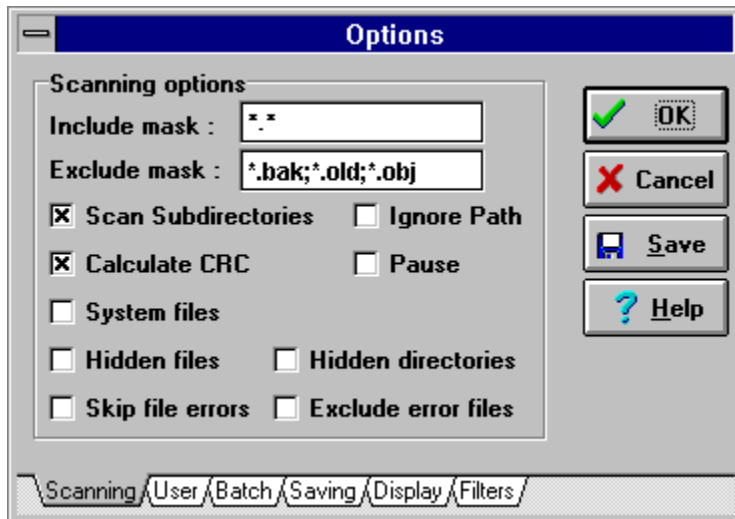 Options
Scanning options
Include mask : *.*
Exclude mask : *.bak;*.old;*.obj
Scan Subdirectories
Ignore Path
Calculate CRC
Pause
System files
Hidden files
Hidden directories
Skip file errors
Exclude error files
OK
Cancel
Save
Help
Scanning
User
Batch
Saving
Display
Filters